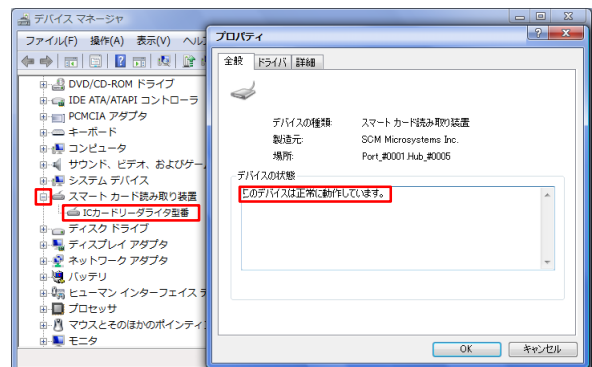 デバイス マネージャ
ファイル(F) 操作(A) 表示(V)
DVD/CD-ROM ドライブ
IDE ATA/ATAPI コントローラ
PCMCIA アダプタ
キーボード
コンピュータ
サウンド、ビデオ、およびゲー
システム デバイス
スマート カード読み取り装置
ICカードリーダライタ型番
ディスク ドライブ
ディスプレイ アダプタ
ネットワーク アダプタ
バッテリ
ヒューマン インターフェイス
プロセッサ
マウスとそのほかのポインティ
モニタ
プロパティ
全般 ドライバ 詳細
デバイスの種類: スマート カード読み取り装置
製造元: SCM Microsystems Inc.
場所: Port_#0001.Hub_#0005
デバイスの状態
このデバイスは正常に動作しています。
OK キャンセル